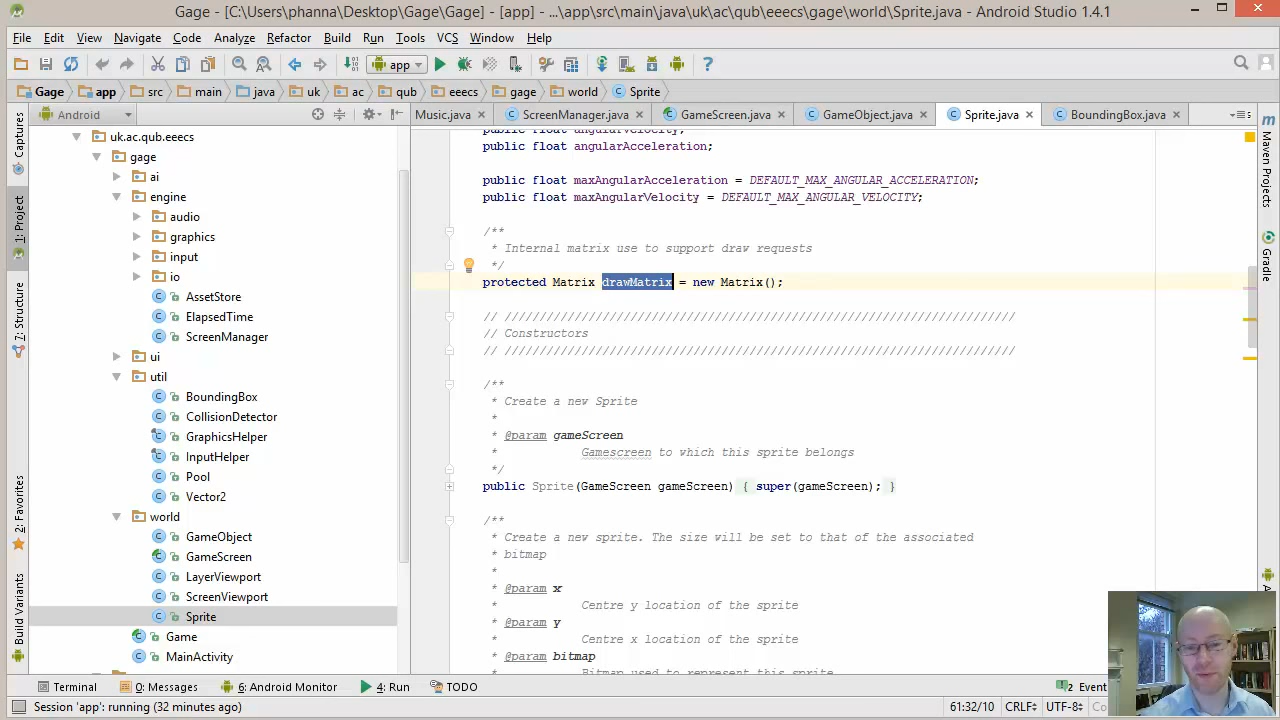 Gage - [C:\Users\phanna\Desktop\Gage\Gage] - [app] - ...\app\src\main\java\uk\ac\qub\eeecs\gage\world\Sprite.java - Android Studio 1.4.1
File Edit View Navigate Code Analyze Refactor Build Run Tools VCS Window Help
app
Gage app src main java uk ac qub eeecs gage world Sprite
Android
Music.java ScreenManager.java GameScreen.java GameObject.java Sprite.java BoundingBox.java
Captures
1: Project
7: Structure
2: Favorites
Build Variants
uk.ac.qub.eeecs
gage
ai
engine
audio
graphics
input
io
AssetStore
ElapsedTime
ScreenManager
ui
util
BoundingBox
CollisionDetector
GraphicsHelper
InputHelper
Pool
Vector2
world
GameObject
GameScreen
LayerViewport
ScreenViewport
Sprite
Game
MainActivity
public float angularVelocity;
public float angularAcceleration;
public float maxAngularAcceleration = DEFAULT_MAX_ANGULAR_ACCELERATION;
public float maxAngularVelocity = DEFAULT_MAX_ANGULAR_VELOCITY;
/**
* Internal matrix use to support draw requests
*/
protected Matrix drawMatrix = new Matrix();
// /////////////////////////////////////////////////////////////////////////
// Constructors
// /////////////////////////////////////////////////////////////////////////
/**
* Create a new Sprite
*
* @param gameScreen
* Gamescreen to which this sprite belongs
*/
public Sprite(GameScreen gameScreen) { super(gameScreen); }
/**
* Create a new sprite. The size will be set to that of the associated
* bitmap
*
* @param x
* Centre y location of the sprite
* @param y
* Centre x location of the sprite
* @param bitmap
* Bitmap used to represent this sprite
Maven Projects
Gradle
Terminal 0: Messages 6: Android Monitor 4: Run TODO 2 Event
Session 'app': running (32 minutes ago) 61:32/10 CRLF UTF-8